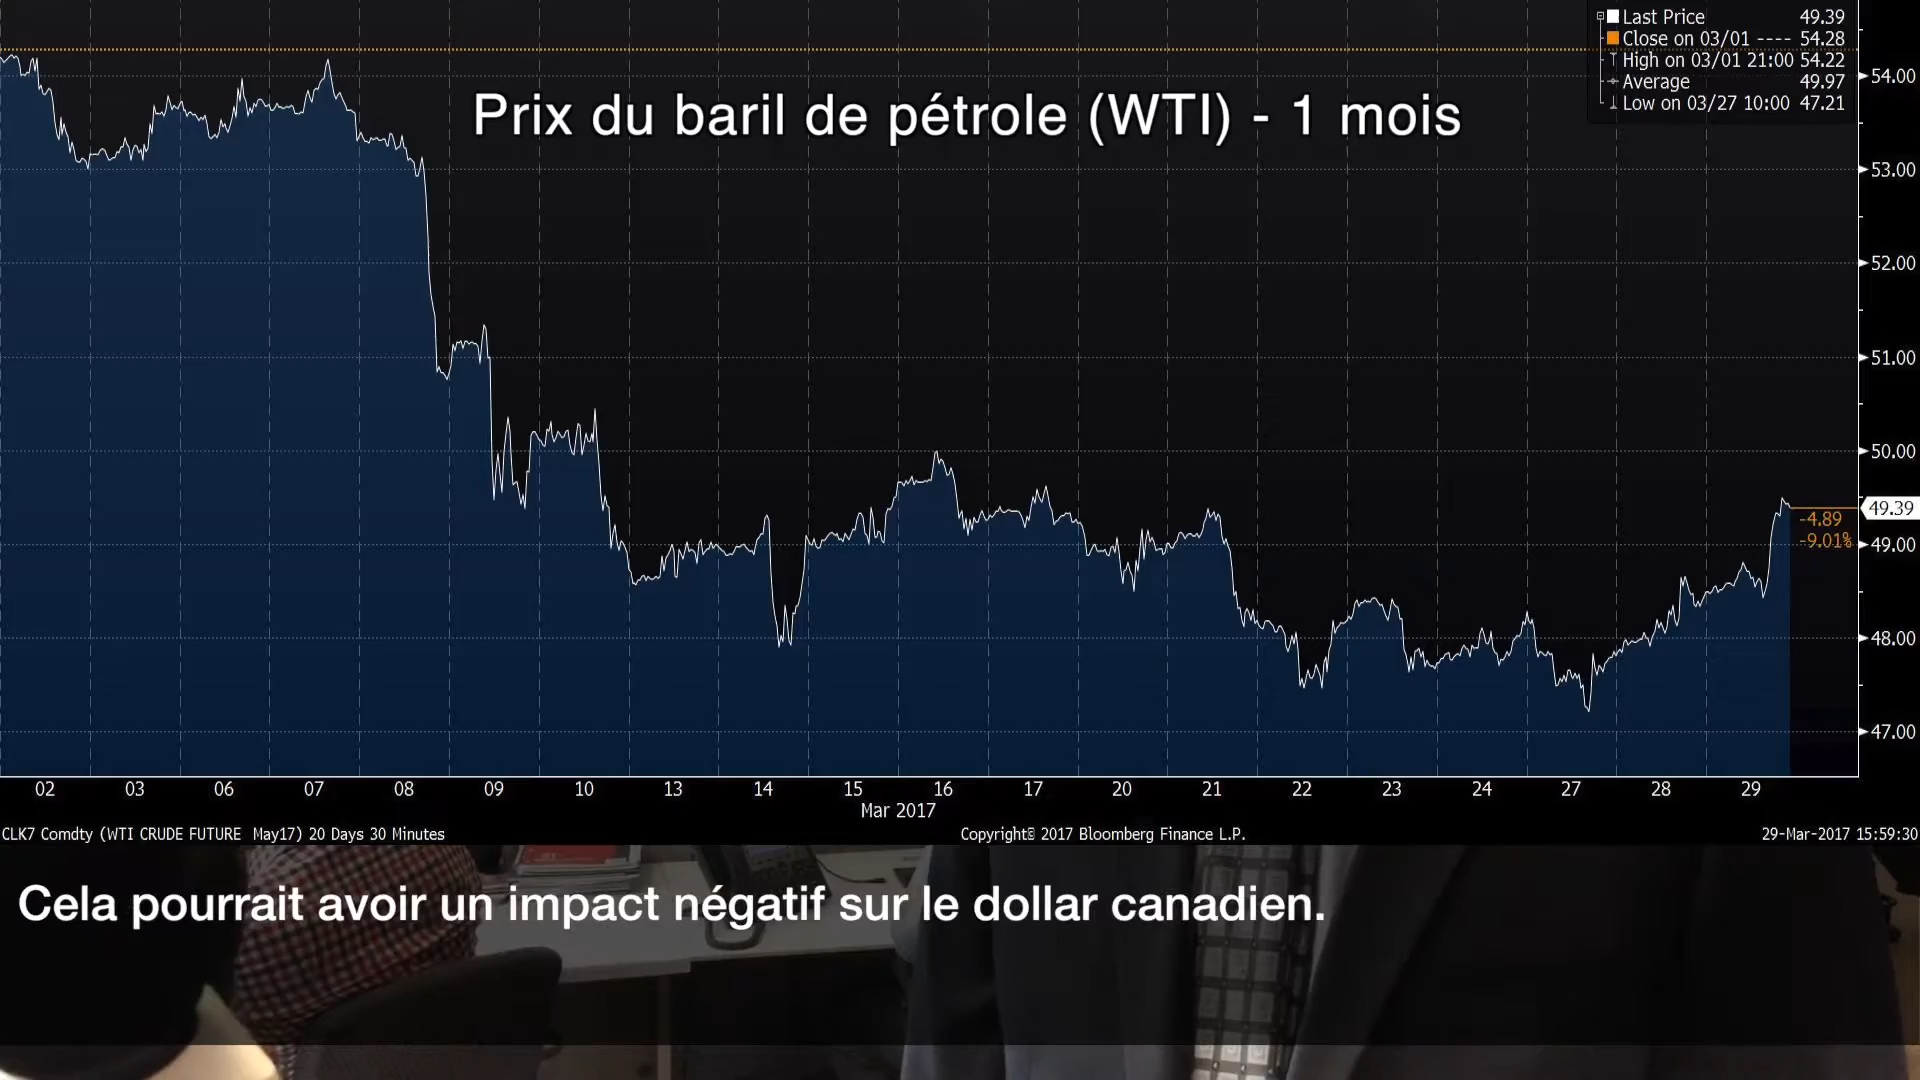 Last Price 49.39
Close on 03/01 ---- 54.28
High on 03/01 21:00 54.22
Average 49.97
Low on 03/27 10:00 47.21
Prix du baril de pétrole (WTI) - 1 mois
54.00
53.00
52.00
51.00
50.00
49.39
-4.89
-9.01%
49.00
48.00
47.00
02 03 06 07 08 09 10 13 14 15 16 17 20 21 22 23 24 27 28 29
Mar 2017
CLK7 Comdty (WTI CRUDE FUTURE May17) 20 Days 30 Minutes Copyright© 2017 Bloomberg Finance L.P. 29-Mar-2017 15:59:30
Cela pourrait avoir un impact négatif sur le dollar canadien.